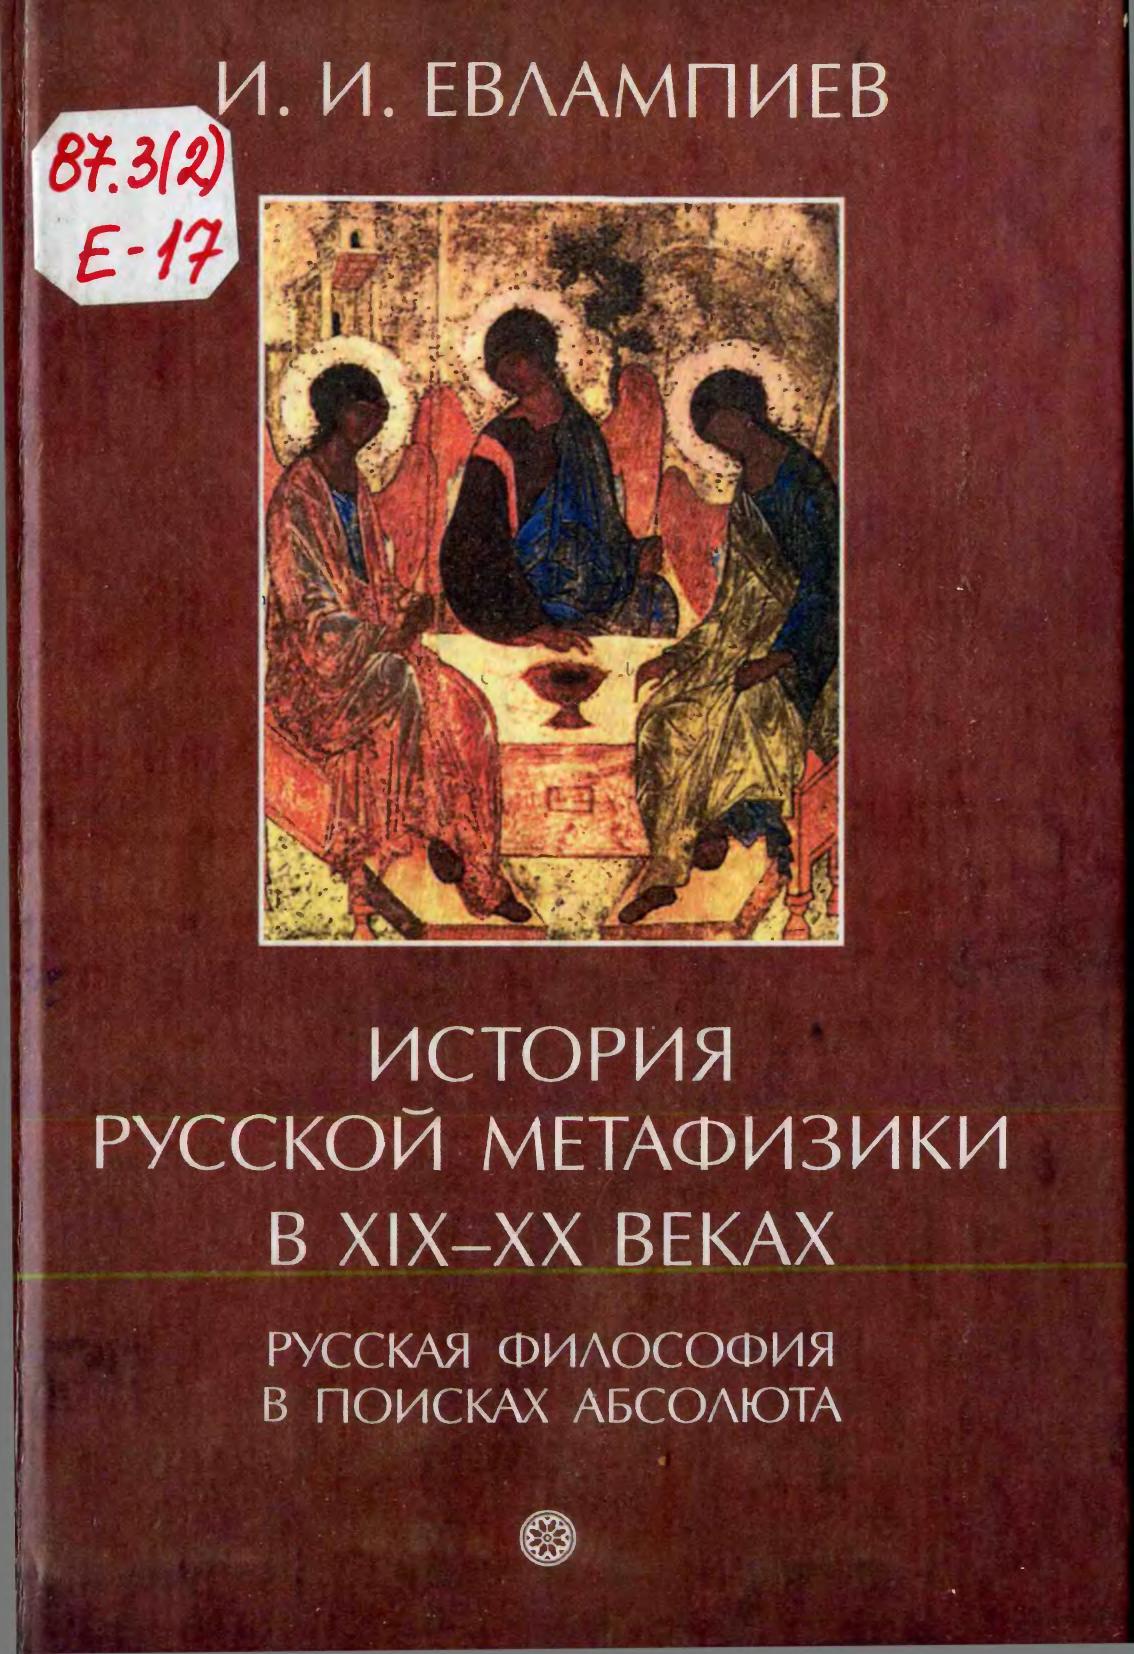 И. И. ЕВЛАМПИЕВ
87.3(2)
Е-17
ИСТОРИЯ
РУССКОЙ МЕТАФИЗИКИ
В XIX–XX ВЕКАХ
РУССКАЯ ФИЛОСОФИЯ
В ПОИСКАХ АБСОЛЮТА